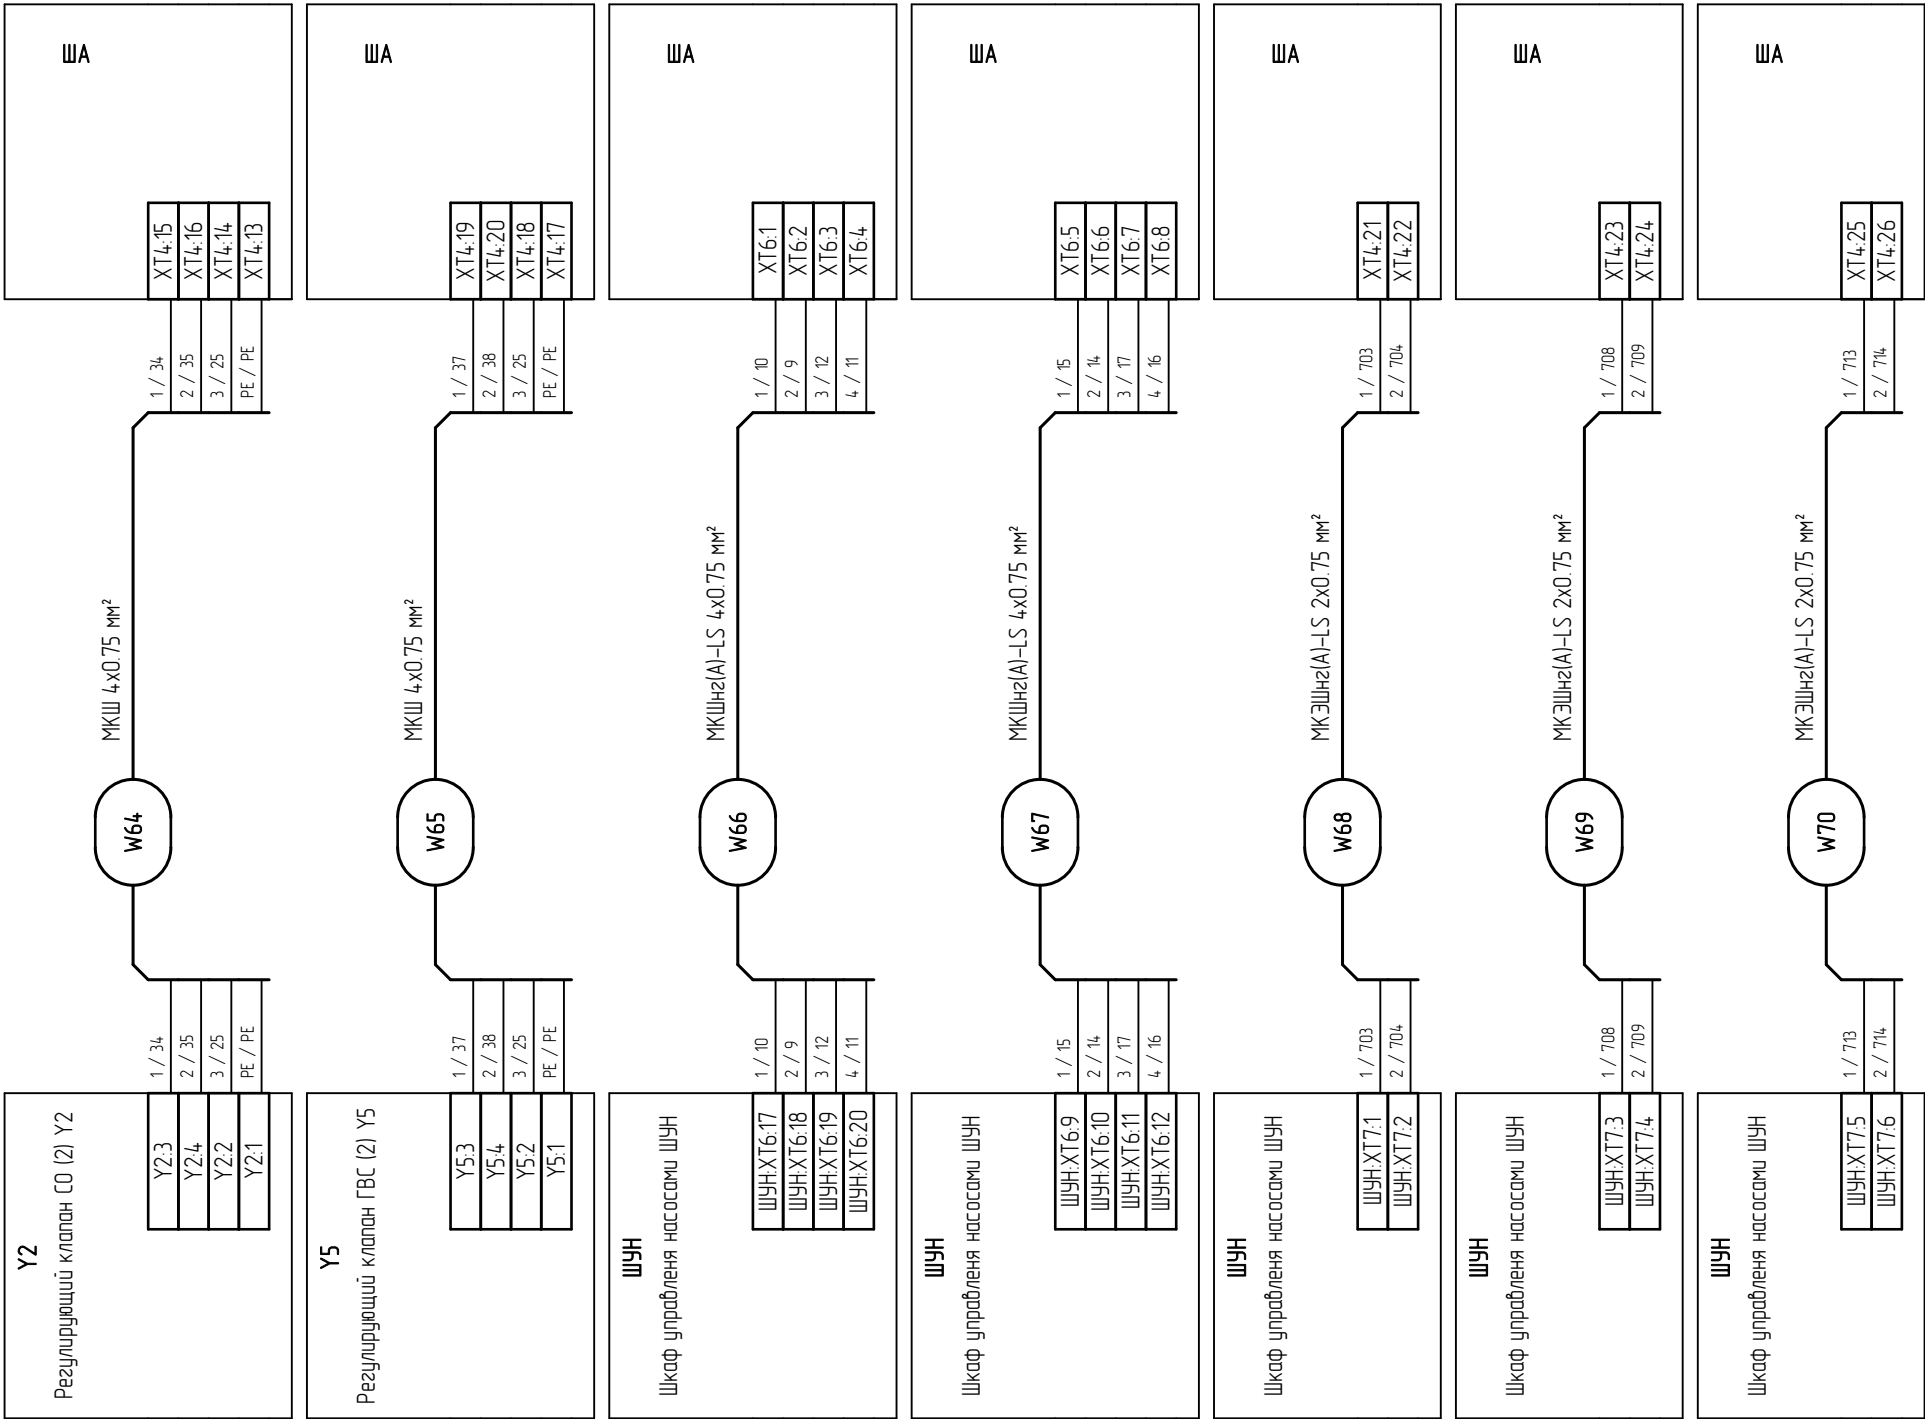 ША
XT4:15
XT4:16
XT4:14
XT4:13
1 / 34
2 / 35
3 / 25
PE / PE
МКШ 4x0.75 мм²
W64
1 / 34
2 / 35
3 / 25
PE / PE
Y2:3
Y2:4
Y2:2
Y2:1
Y2
Регулирующий клапан СО (2) Y2
ША
XT4:19
XT4:20
XT4:18
XT4:17
1 / 37
2 / 38
3 / 25
PE / PE
МКШ 4x0.75 мм²
W65
1 / 37
2 / 38
3 / 25
PE / PE
Y5:3
Y5:4
Y5:2
Y5:1
Y5
Регулирующий клапан ГВС (2) Y5
ША
XT6:1
XT6:2
XT6:3
XT6:4
1 / 10
2 / 9
3 / 12
4 / 11
МКШнг(А)-LS 4x0.75 мм²
W66
1 / 10
2 / 9
3 / 12
4 / 11
ШУН:XT6:17
ШУН:XT6:18
ШУН:XT6:19
ШУН:XT6:20
ШУН
Шкаф управленя насосами ШУН
ША
XT6:5
XT6:6
XT6:7
XT6:8
1 / 15
2 / 14
3 / 17
4 / 16
МКШнг(А)-LS 4x0.75 мм²
W67
1 / 15
2 / 14
3 / 17
4 / 16
ШУН:XT6:9
ШУН:XT6:10
ШУН:XT6:11
ШУН:XT6:12
ШУН
Шкаф управленя насосами ШУН
ША
XT4:21
XT4:22
1 / 703
2 / 704
МКЭШнг(А)-LS 2x0.75 мм²
W68
1 / 703
2 / 704
ШУН:XT7:1
ШУН:XT7:2
ШУН
Шкаф управленя насосами ШУН
ША
XT4:23
XT4:24
1 / 708
2 / 709
МКЭШнг(А)-LS 2x0.75 мм²
W69
1 / 708
2 / 709
ШУН:XT7:3
ШУН:XT7:4
ШУН
Шкаф управленя насосами ШУН
ША
XT4:25
XT4:26
1 / 713
2 / 714
МКЭШнг(А)-LS 2x0.75 мм²
W70
1 / 713
2 / 714
ШУН:XT7:5
ШУН:XT7:6
ШУН
Шкаф управленя насосами ШУН